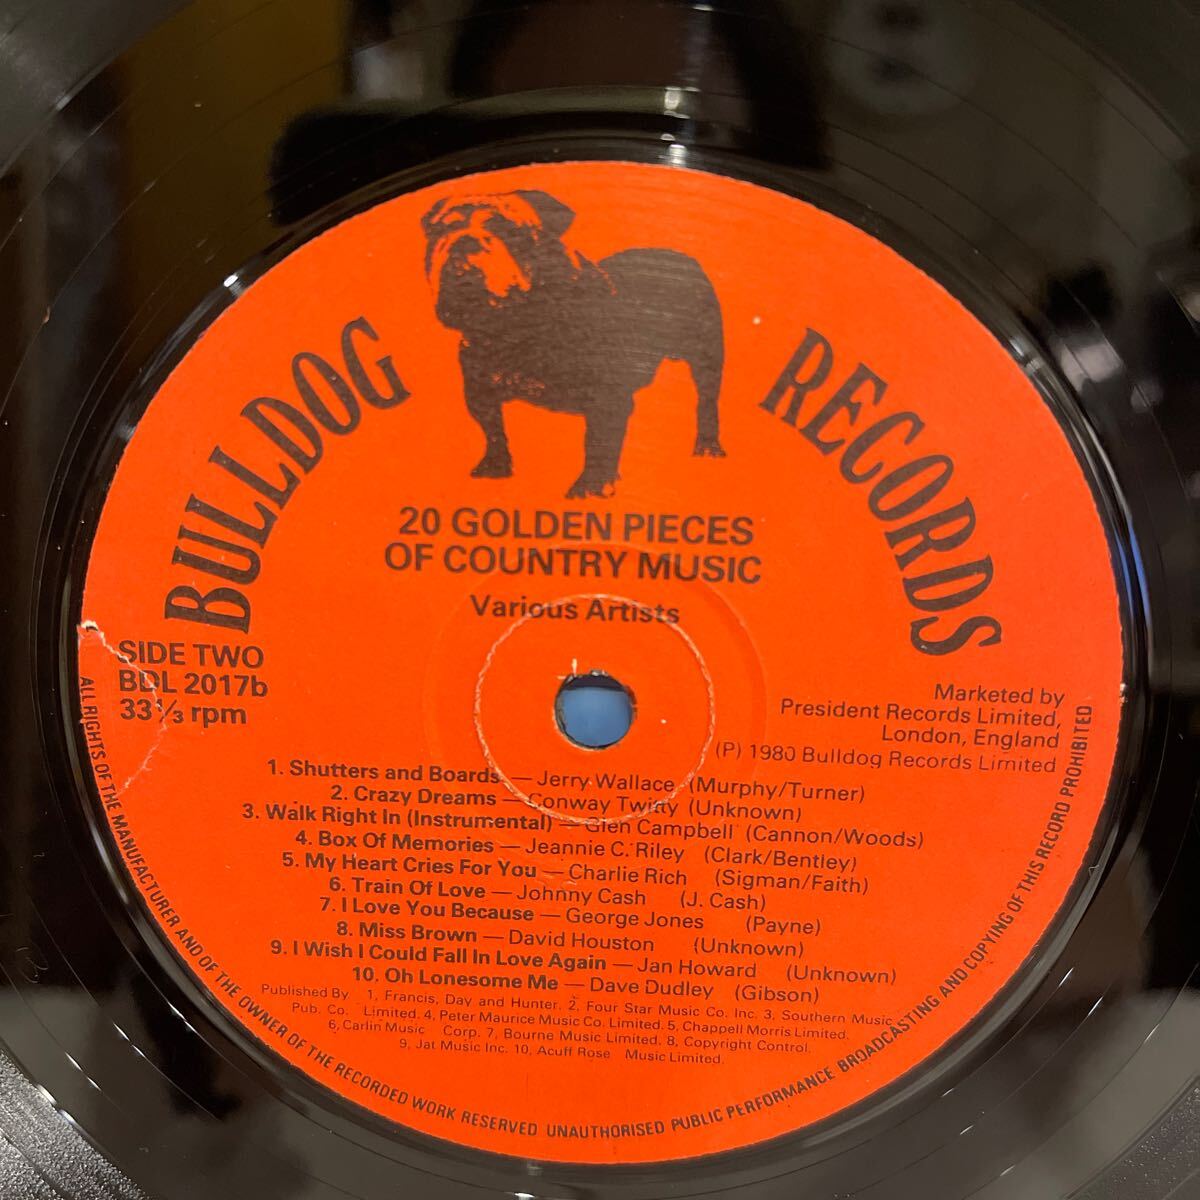 BULLDOG RECORDS
20 GOLDEN PIECES
OF COUNTRY MUSIC
Various Artists
SIDE TWO
BDL 2017b
33⅓ rpm
Marketed by
President Records Limited,
London, England
(P) 1980 Bulldog Records Limited
1. Shutters and Boards — Jerry Wallace (Murphy/Turner)
2. Crazy Dreams — Conway Twitty (Unknown)
3. Walk Right In (Instrumental) — Glen Campbell (Cannon/Woods)
4. Box Of Memories — Jeannie C. Riley (Clark/Bentley)
5. My Heart Cries For You — Charlie Rich (Sigman/Faith)
6. Train Of Love — Johnny Cash (J. Cash)
7. I Love You Because — George Jones (Payne)
8. Miss Brown — David Houston (Unknown)
9. I Wish I Could Fall In Love Again — Jan Howard (Unknown)
10. Oh Lonesome Me — Dave Dudley (Gibson)
Published By 1, Francis, Day and Hunter. 2, Four Star Music Co. Inc. 3, Southern Music
Pub. Co. Limited. 4, Peter Maurice Music Co. Limited. 5, Chappell Morris Limited.
6, Carlin Music Corp. 7, Bourne Music Limited. 8, Copyright Control.
9, Jat Music Inc. 10, Acuff Rose Music Limited.
ALL RIGHTS OF THE MANUFACTURER AND OF THE OWNER OF THE RECORDED WORK RESERVED UNAUTHORISED PUBLIC PERFORMANCE BROADCASTING AND COPYING OF THIS RECORD PROHIBITED